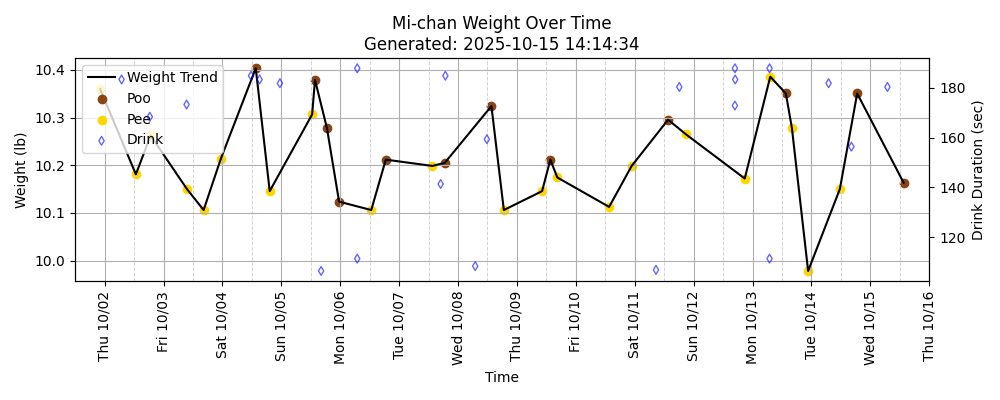 Mi-chan Weight Over Time
Generated: 2025-10-15 14:14:34
Weight Trend
Poo
Pee
Drink
Weight (lb)
10.4
10.3
10.2
10.1
10.0
180
160
140
120
Drink Duration (sec)
Thu 10/02
Fri 10/03
Sat 10/04
Sun 10/05
Mon 10/06
Tue 10/07
Wed 10/08
Thu 10/09
Fri 10/10
Sat 10/11
Sun 10/12
Mon 10/13
Tue 10/14
Wed 10/15
Thu 10/16
Time